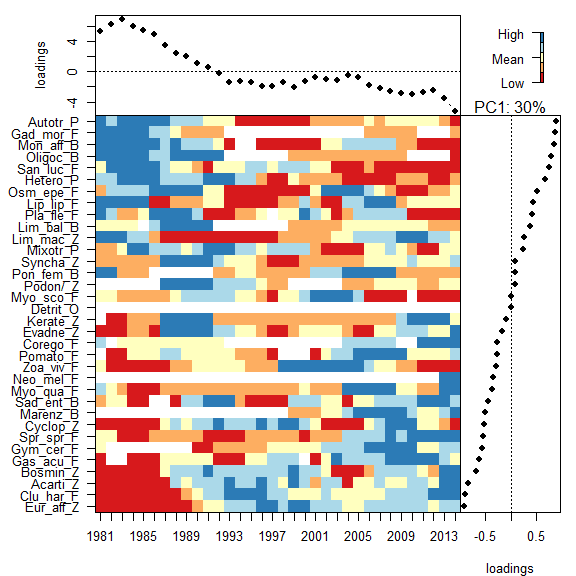 loadings
4
0
-4
High
Mean
Low
PC1: 30%
Autotr_P
Gad_mor_F
Mon_aff_B
Oligoc_B
San_luc_F
Hetero_P
Osm_epe_F
Lip_lip_F
Pla_fle_F
Lim_bal_B
Lim_mac_Z
Mixotr_P
Syncha_Z
Pon_fem_B
Podon/_Z
Myo_sco_F
Detrit_O
Kerate_Z
Evadne_Z
Corego_F
Pomato_F
Zoa_viv_F
Neo_mel_F
Myo_qua_F
Sad_ent_B
Marenz_B
Cyclop_Z
Spr_spr_F
Gym_cer_F
Gas_acu_F
Bosmin_Z
Acarti_Z
Clu_har_F
Eur_aff_Z
1981 1985 1989 1993 1997 2001 2005 2009 2013
-0.5 0.5
loadings